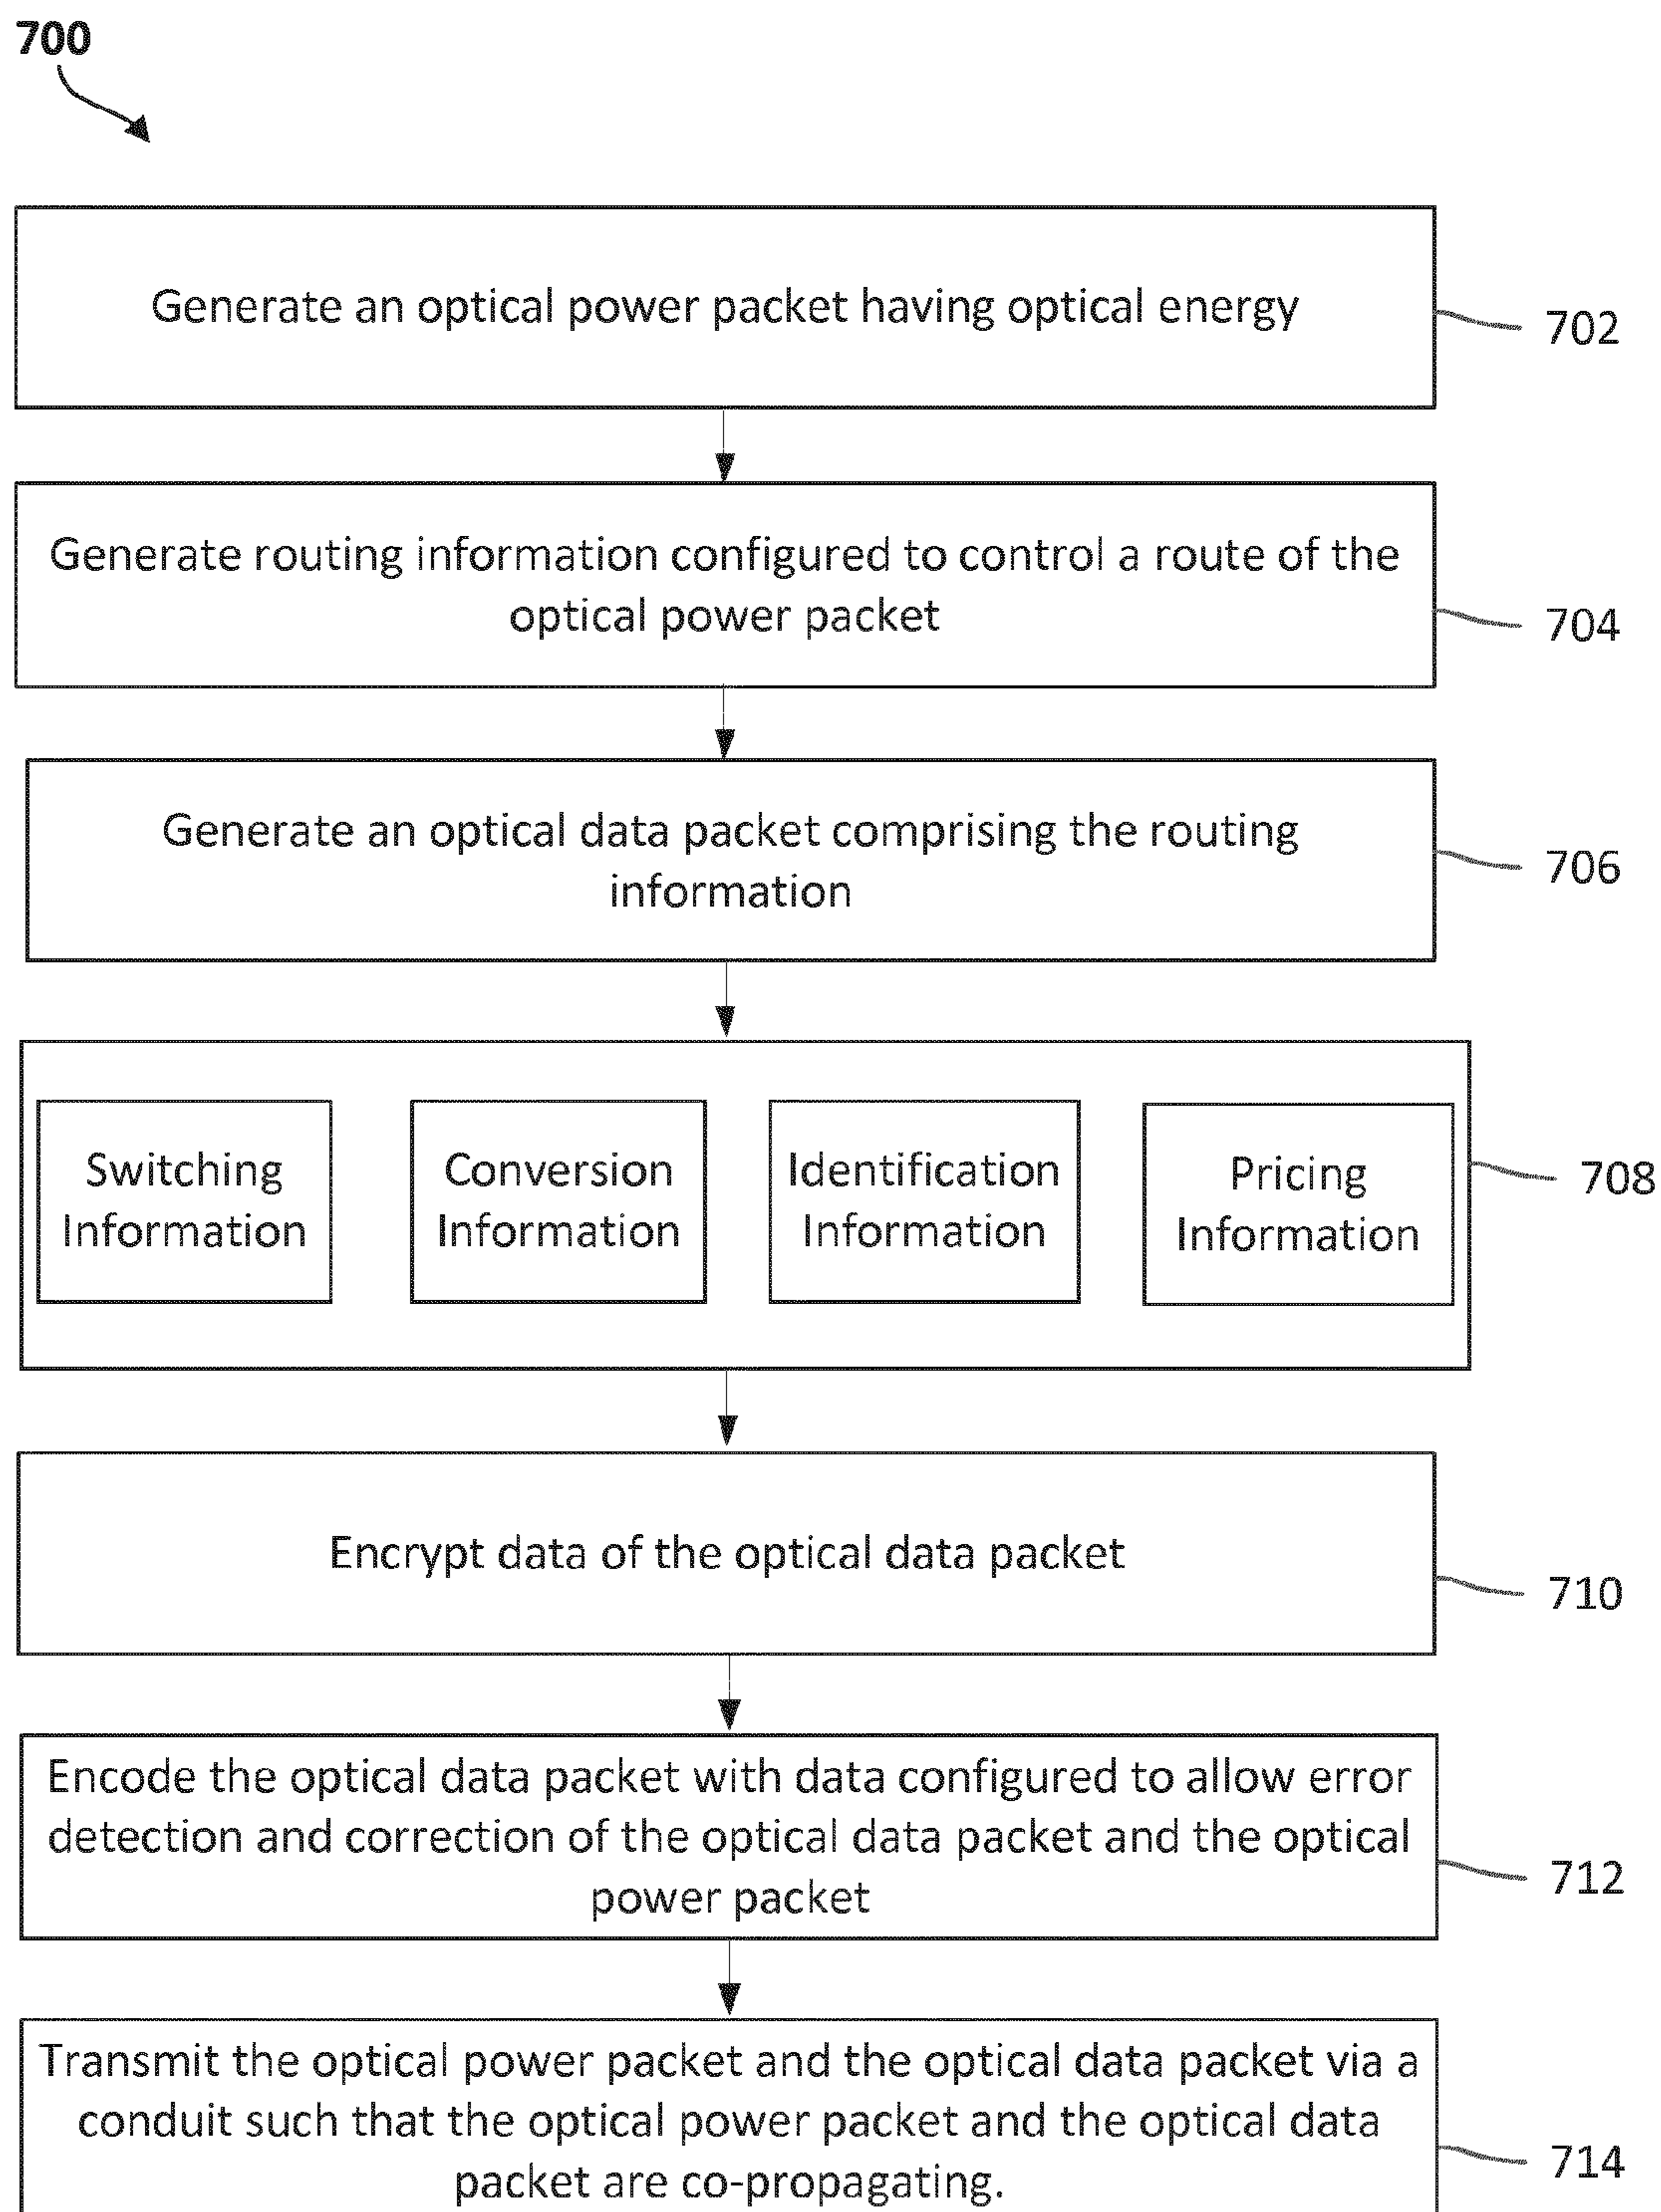 700
Generate an optical power packet having optical energy
702
Generate routing information configured to control a route of the
optical power packet
704
Generate an optical data packet comprising the routing
information
706
Switching
Information
Conversion
Information
Identification
Information
Pricing
Information
708
Encrypt data of the optical data packet
710
Encode the optical data packet with data configured to allow error
detection and correction of the optical data packet and the optical
power packet
712
Transmit the optical power packet and the optical data packet via a
conduit such that the optical power packet and the optical data
packet are co-propagating.
714